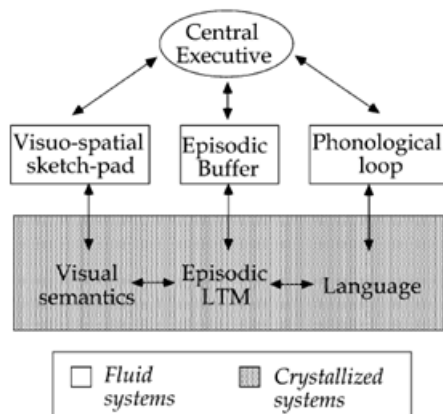 Central
Executive
Visuo-spatial
sketch-pad
Episodic
Buffer
Phonological
loop
Visual
semantics
Episodic
LTM
Language
Fluid
systems
Crystallized
systems